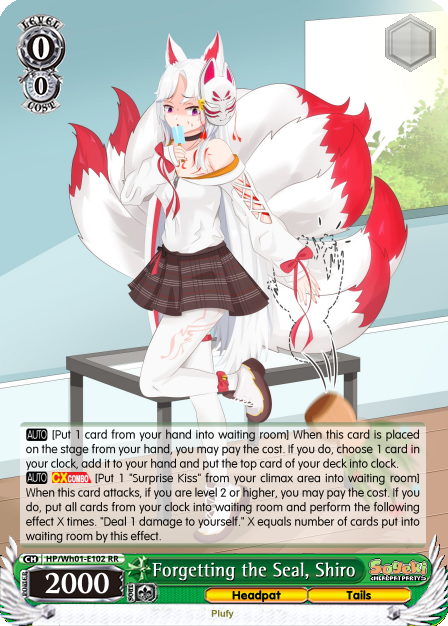 LEVEL
0
0
COST
AUTO [Put 1 card from your hand into waiting room] When this card is placed
on the stage from your hand, you may pay the cost. If you do, choose 1 card in
your clock, add it to your hand and put the top card of your deck into clock.
AUTO CXCOMBO [Put 1 "Surprise Kiss" from your climax area into waiting room]
When this card attacks, if you are level 2 or higher, you may pay the cost. If you
do, put all cards from your clock into waiting room and perform the following
effect X times. "Deal 1 damage to yourself." X equals number of cards put into
waiting room by this effect.
CH HP/Wh01-E102 RR
POWER 2000 SOUL
Forgetting the Seal, Shiro
Headpat Tails
Sayuki
HEADPAT PARTY
Plufy